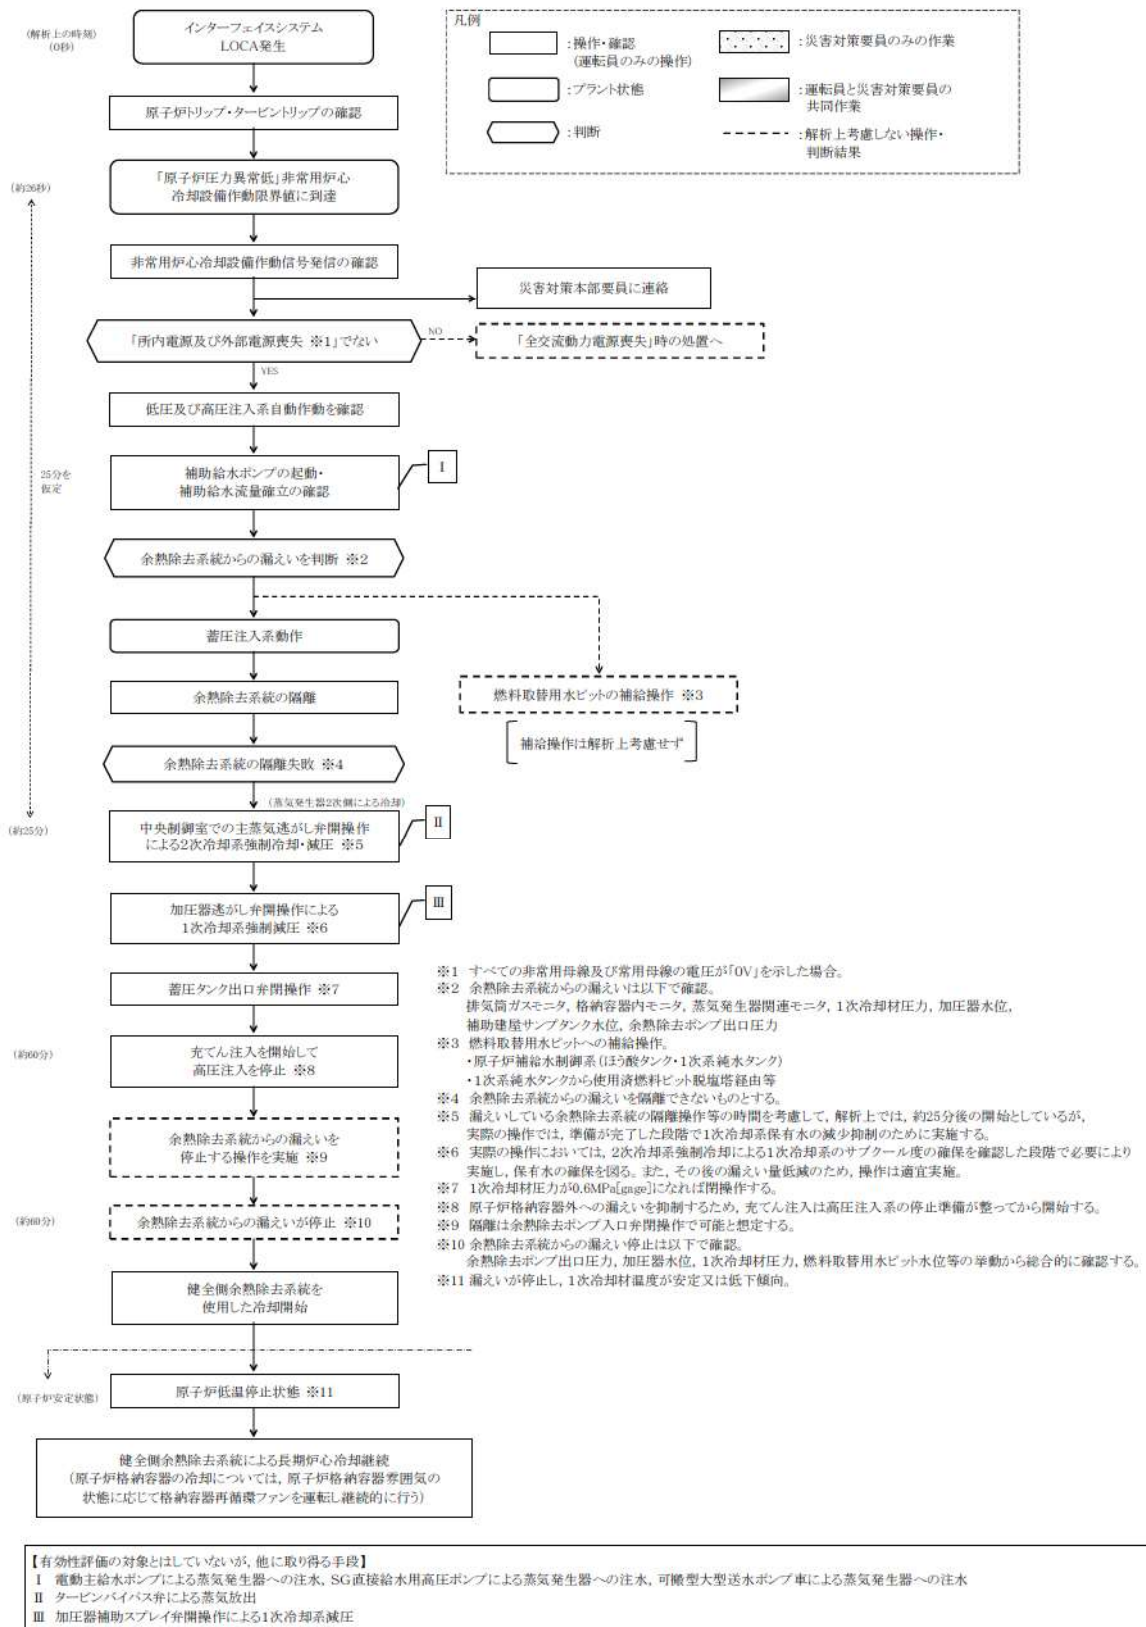 (解析上の時刻)
(0秒)
インターフェイスシステム
LOCA発生
凡例
:操作・確認
(運転員のみの操作)
:災害対策要員のみの作業
:プラント状態
:運転員と災害対策要員の
共同作業
:判断
:解析上考慮しない操作・
判断結果
原子炉トリップ・タービントリップの確認
(約26秒)
「原子炉圧力異常低」非常用炉心
冷却設備作動限界値に到達
非常用炉心冷却設備作動信号発信の確認
災害対策本部要員に連絡
「所内電源及び外部電源喪失 ※1」でない
NO
「全交流動力電源喪失」時の処置へ
YES
低圧及び高圧注入系自動作動を確認
25分を
仮定
補助給水ポンプの起動・
補助給水流量確立の確認
I
余熱除去系統からの漏えいを判断 ※2
蓄圧注入系動作
余熱除去系統の隔離
燃料取替用水ピットの補給操作 ※3
補給操作は解析上考慮せず
余熱除去系統の隔離失敗 ※4
(蒸気発生器2次側による冷却)
(約25分)
中央制御室での主蒸気逃がし弁開操作
による2次冷却系強制冷却・減圧 ※5
II
加圧器逃がし弁開操作による
1次冷却系強制減圧 ※6
III
蓄圧タンク出口弁閉操作 ※7
(約60分)
充てん注入を開始して
高圧注入を停止 ※8
余熱除去系統からの漏えいを
停止する操作を実施 ※9
(約60分)
余熱除去系統からの漏えいが停止 ※10
健全側余熱除去系統を
使用した冷却開始
(原子炉安定状態)
原子炉低温停止状態 ※11
健全側余熱除去系統による長期炉心冷却継続
(原子炉格納容器の冷却については, 原子炉格納容器雰囲気の
状態に応じて格納容器再循環ファンを運転し継続的に行う)
※1 すべての非常用母線及び常用母線の電圧が「0V」を示した場合。
※2 余熱除去系統からの漏えいは以下で確認。
排気筒ガスモニタ, 格納容器内モニタ, 蒸気発生器関連モニタ, 1次冷却材圧力, 加圧器水位,
補助建屋サンプタンク水位, 余熱除去ポンプ出口圧力
※3 燃料取替用水ピットへの補給操作。
・原子炉補給水制御系(ほう酸タンク・1次系純水タンク)
・1次系純水タンクから使用済燃料ピット脱塩塔経由等
※4 余熱除去系統からの漏えいを隔離できないものとする。
※5 漏えいしている余熱除去系統の隔離操作等の時間を考慮して, 解析上では, 約25分後の開始としているが,
実際の操作では, 準備が完了した段階で1次冷却系保有水の減少抑制のために実施する。
※6 実際の操作においては, 2次冷却系強制冷却による1次冷却系のサブクール度の確保を確認した段階で必要により
実施し, 保有水の確保を図る。また, その後の漏えい量低減のため, 操作は適宜実施。
※7 1次冷却材圧力が0.6MPa[gage]になれば閉操作する。
※8 原子炉格納容器外への漏えいを抑制するため, 充てん注入は高圧注入系の停止準備が整ってから開始する。
※9 隔離は余熱除去ポンプ入口弁閉操作で可能と想定する。
※10 余熱除去系統からの漏えい停止は以下で確認。
余熱除去ポンプ出口圧力, 加圧器水位, 1次冷却材圧力, 燃料取替用水ピット水位等の挙動から総合的に確認する。
※11 漏えいが停止し, 1次冷却材温度が安定又は低下傾向。
【有効性評価の対象とはしていないが, 他に取り得る手段】
I 電動主給水ポンプによる蒸気発生器への注水, SG直接給水用高圧ポンプによる蒸気発生器への注水, 可搬型大型送水ポンプ車による蒸気発生器への注水
II タービンバイパス弁による蒸気放出
III 加圧器補助スプレイ弁開操作による1次冷却系減圧